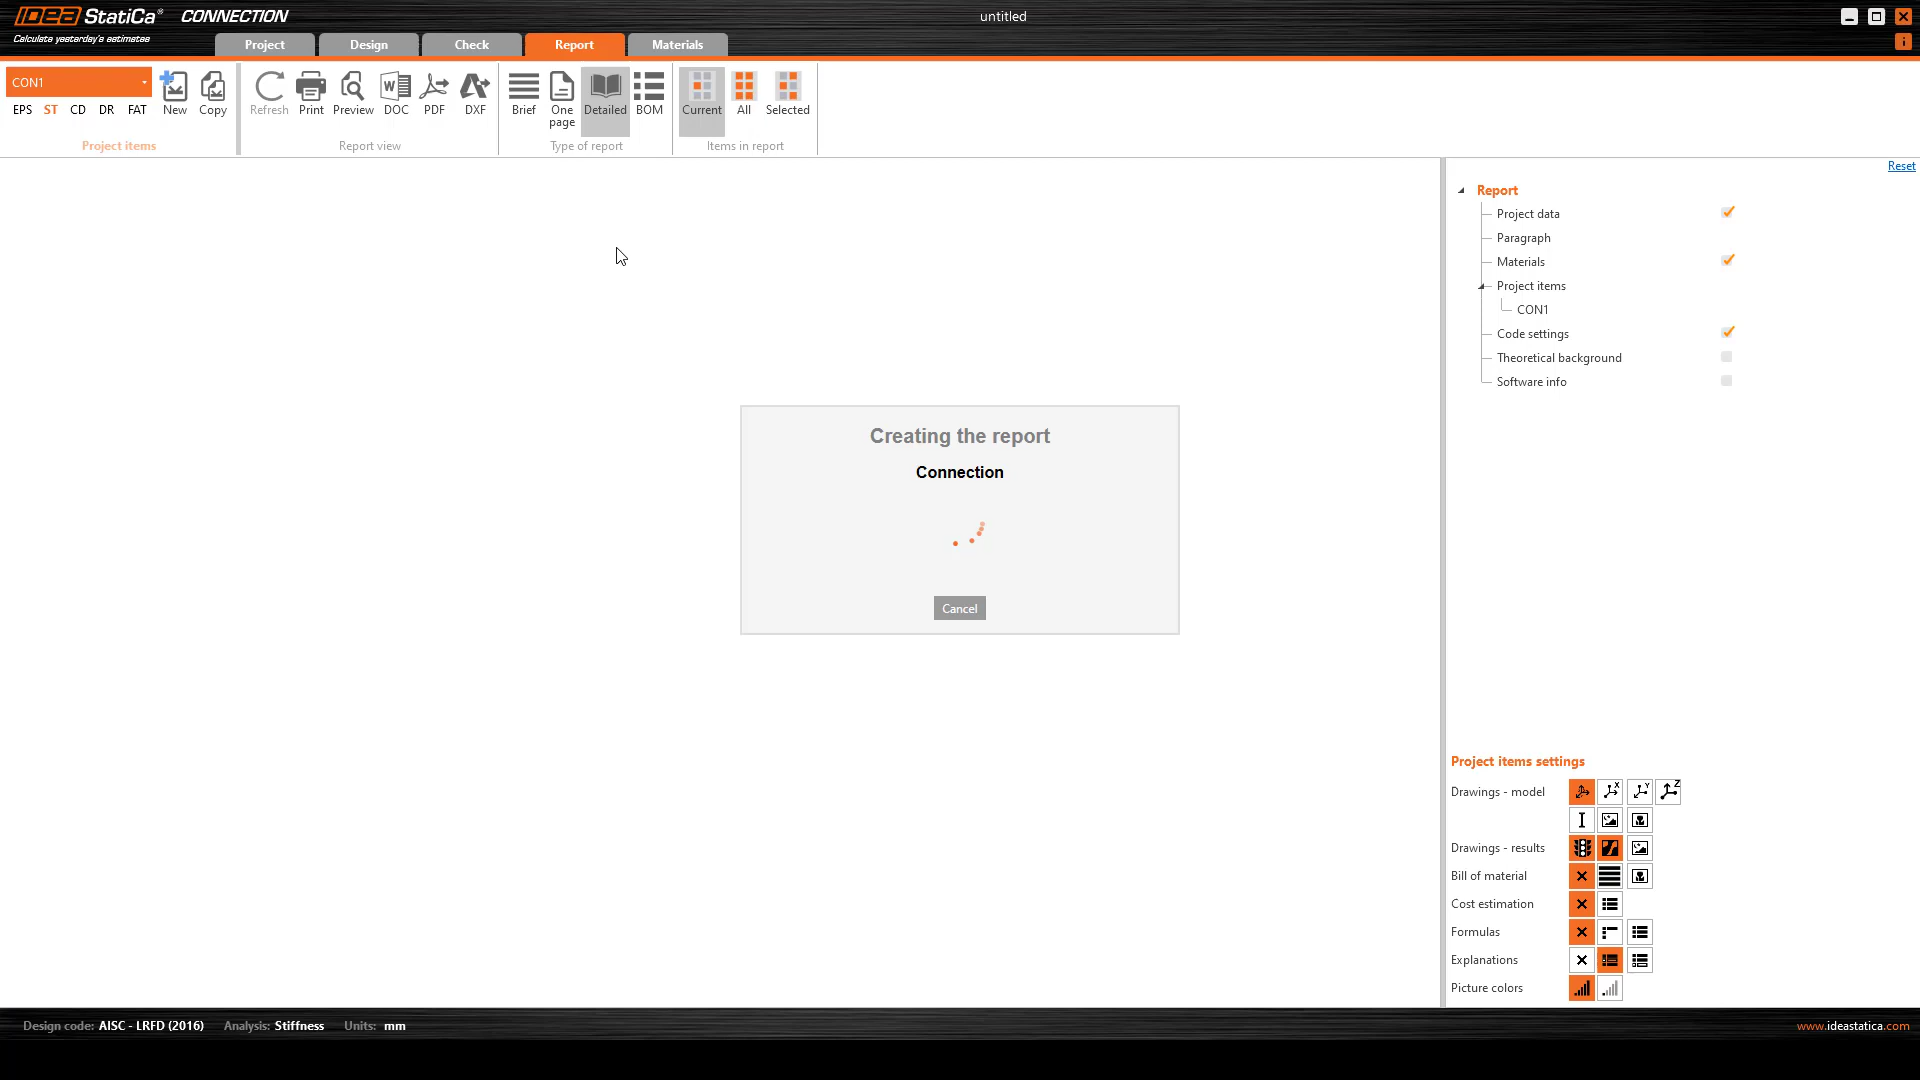 IDEA StatiCa® CONNECTION
Calculate yesterday's estimates
untitled
Project Design Check Report Materials
CON1
EPS ST CD DR FAT
New Copy
Project items
Refresh Print Preview DOC PDF DXF
Report view
Brief One page Detailed BOM
Type of report
Current All Selected
Items in report
Reset
Report
Project data
Paragraph
Materials
Project items
CON1
Code settings
Theoretical background
Software info
Creating the report
Connection
Cancel
Project items settings
Drawings - model
Drawings - results
Bill of material
Cost estimation
Formulas
Explanations
Picture colors
Design code: AISC - LRFD (2016) Analysis: Stiffness Units: mm
www.ideastatica.com